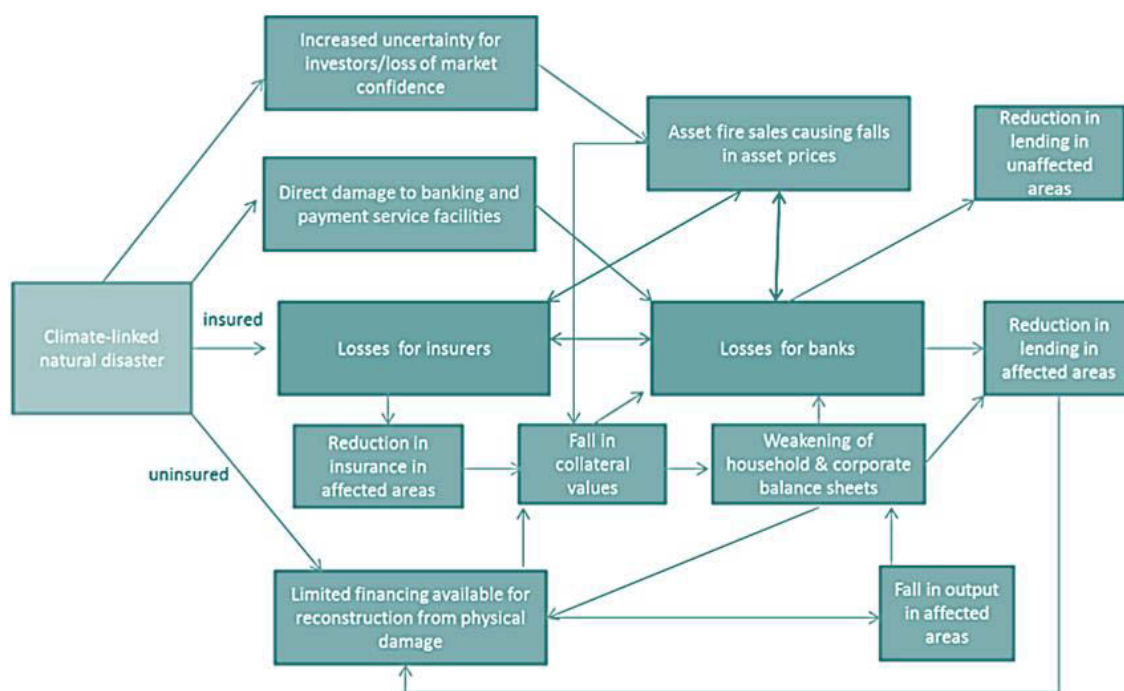 Increased uncertainty for
investors/loss of market
confidence
Asset fire sales causing falls
in asset prices
Reduction in
lending in
unaffected
areas
Direct damage to banking and
payment service facilities
Climate-linked
natural disaster
insured
Losses for insurers
Losses for banks
Reduction in
lending in
affected areas
uninsured
Reduction in
insurance in
affected areas
Fall in
collateral
values
Weakening of
household & corporate
balance sheets
Limited financing available for
reconstruction from physical
damage
Fall in output
in affected
areas